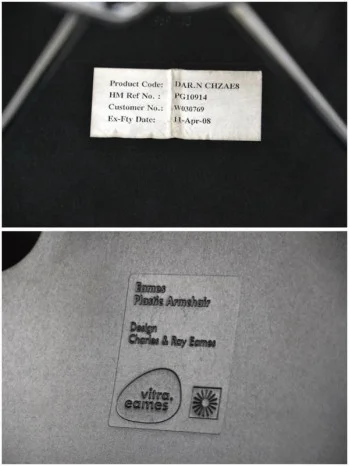 Product Code: DAR.N CHZAE8
HM Ref No. : PG10914
Customer No.: W030769
Ex-Fty Date: 11-Apr-08
Eames
Plastic Armchair
Design
Charles & Ray Eames
vitra.
eames